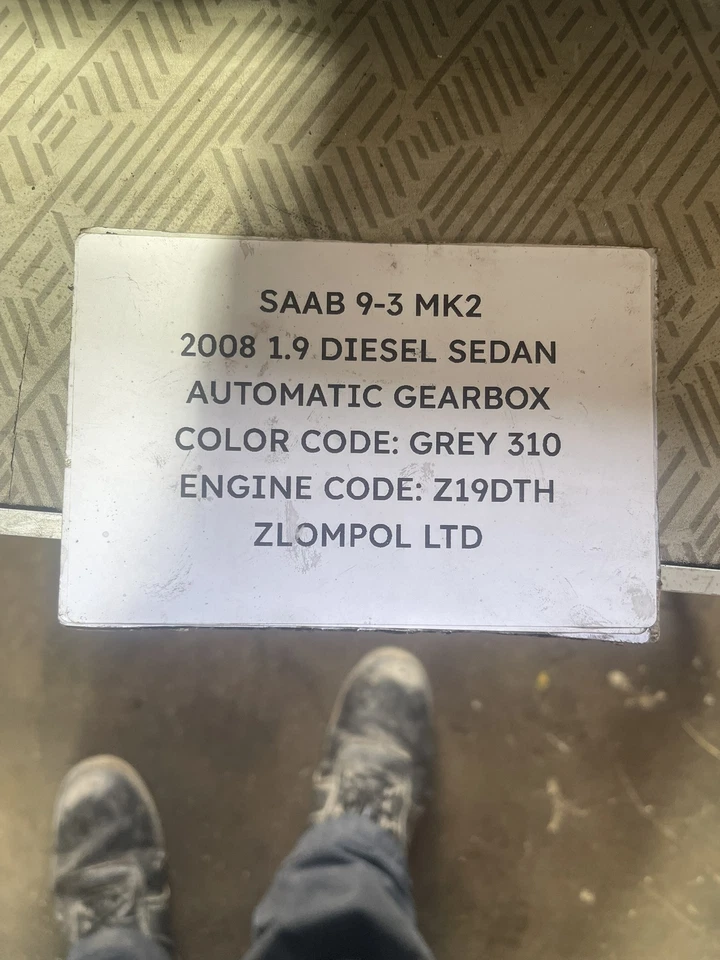 SAAB 9-3 MK2
2008 1.9 DIESEL SEDAN
AUTOMATIC GEARBOX
COLOR CODE: GREY 310
ENGINE CODE: Z19DTH
ZLOMPOL LTD